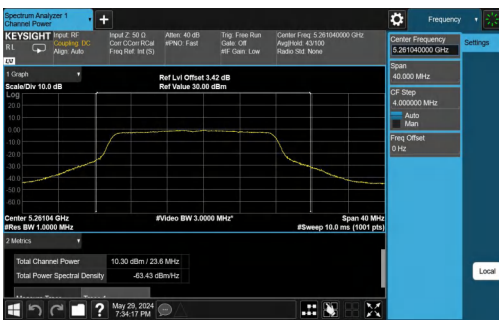 Spectrum Analyzer 1
Channel Power
+
Frequency
KEYSIGHT
R L
Input: RF
Coupling: DC
Align: Auto
Input Z: 50 Ω
Corr CCorr RCal
Freq Ref: Int (S)
Atten: 40 dB
#PNO: Fast
Trig: Free Run
Gate: Off
#IF Gain: Low
Center Freq: 5.261040000 GHz
Avg|Hold: 43/100
Radio Std: None
Center Frequency
5.261040000 GHz
Settings
Span
40.000 MHz
CF Step
4.000000 MHz
Auto
Man
Freq Offset
0 Hz
1 Graph
Scale/Div 10.0 dB
Ref Lvl Offset 3.42 dB
Ref Value 30.00 dBm
Log
20.0
10.0
0.00
-10.0
-20.0
-30.0
-40.0
-50.0
-60.0
Center 5.26104 GHz
#Res BW 1.0000 MHz
#Video BW 3.0000 MHz*
Span 40 MHz
#Sweep 10.0 ms (1001 pts)
2 Metrics
Total Channel Power
10.30 dBm / 23.6 MHz
Total Power Spectral Density
-63.43 dBm/Hz
Local
?
May 29, 2024
7:34:17 PM